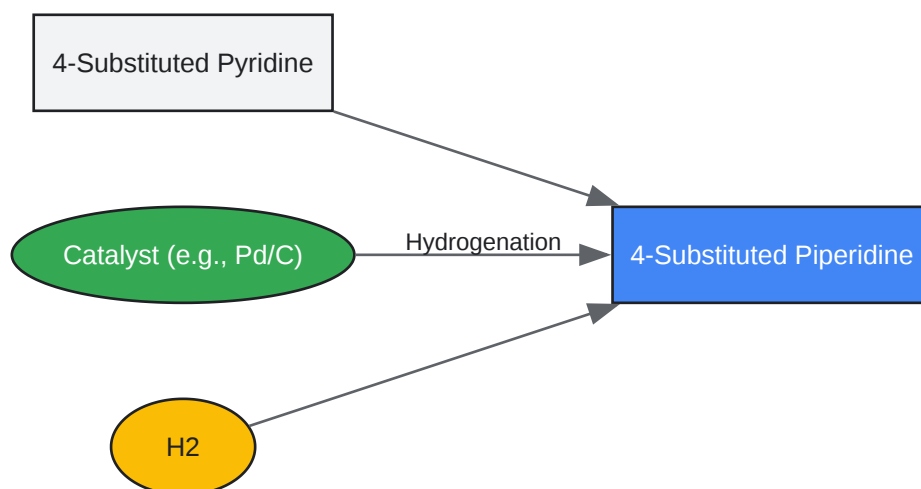 4-Substituted Pyridine
Catalyst (e.g., Pd/C)
Hydrogenation
4-Substituted Piperidine
H2